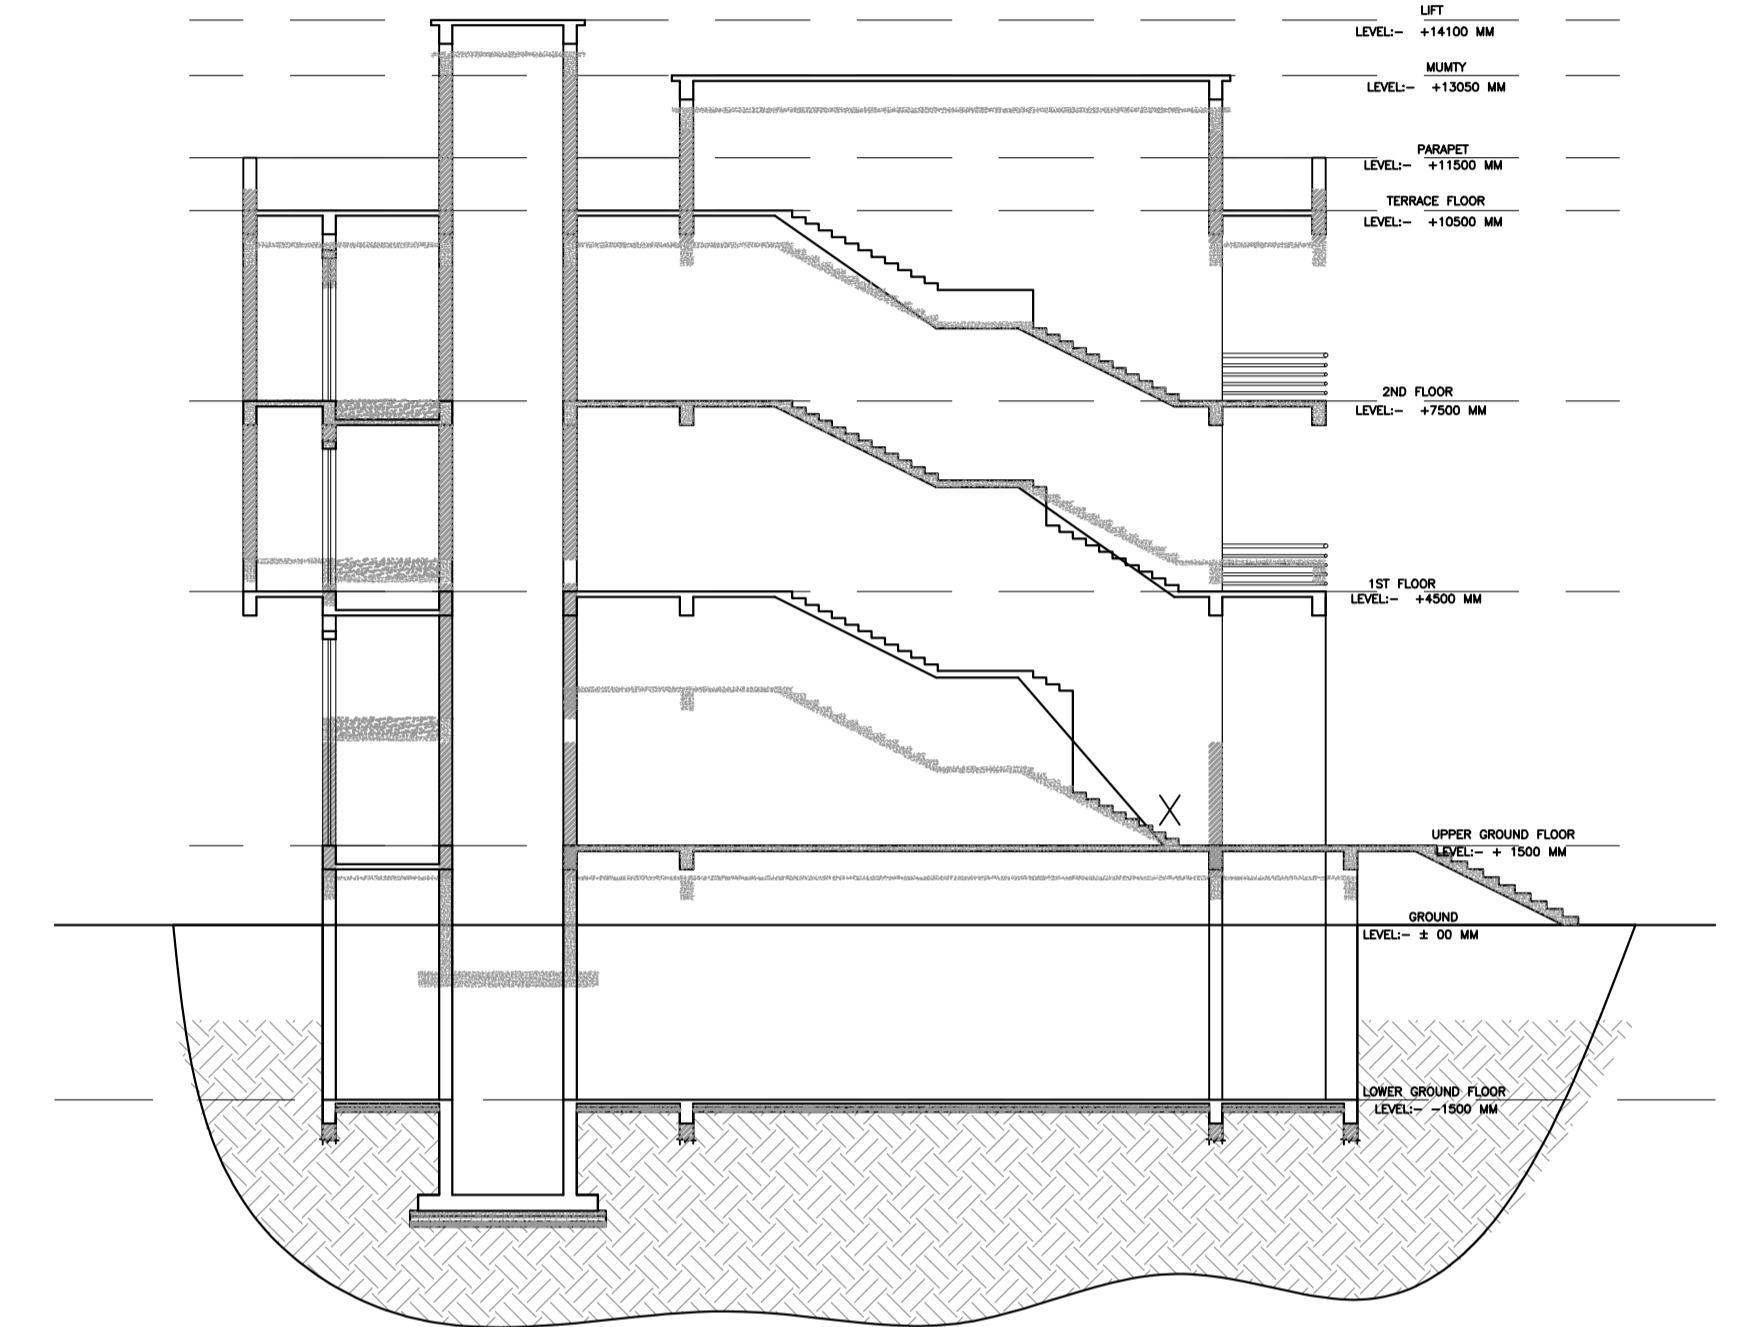 LIFT
LEVEL:- +14100 MM
MUMTY
LEVEL:- +13050 MM
PARAPET
LEVEL:- +11500 MM
TERRACE FLOOR
LEVEL:- +10500 MM
2ND FLOOR
LEVEL:- +7500 MM
1ST FLOOR
LEVEL:- +4500 MM
UPPER GROUND FLOOR
LEVEL:- + 1500 MM
GROUND
LEVEL:- ± 00 MM
LOWER GROUND FLOOR
LEVEL:- -1500 MM